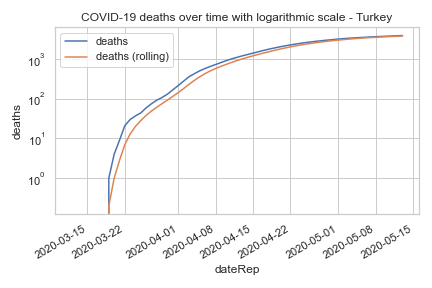 COVID-19 deaths over time with logarithmic scale - Turkey
deaths
deaths (rolling)
10³
10²
10¹
10⁰
deaths
2020-03-15
2020-03-22
2020-04-01
2020-04-08
2020-04-15
2020-04-22
2020-05-01
2020-05-08
2020-05-15
dateRep